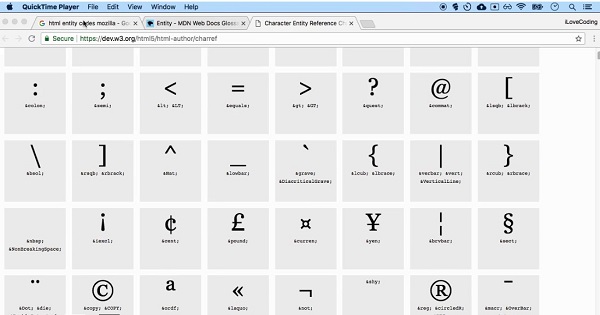 QuickTime Player File Edit View Window Help
html entity codes mozilla - Go Entity - MDN Web Docs Gloss Character Entity Reference C iLoveCoding
Secure https://dev.w3.org/html5/html-author/charref
: ; < = > ? @ [
&colon; &semi; &lt; &LT; &equals; &gt; &GT; &quest; &commat; &lsqb; &lbrack;
\ ] ^ _ ` { | }
&bsol; &rsqb; &rbrack; &Hat; &lowbar; &grave; &lcub; &lbrace; &verbar; &vert; &rcub; &rbrace;
&DiacriticalGrave; &VerticalLine;
¡ ¢ £ ¤ ¥ ¦ §
&nbsp; &iexcl; &cent; &pound; &curren; &yen; &brvbar; &sect;
&NonBreakingSpace;
¨ © ª « ¬ ® ¯
&Dot; &die; &copy; &COPY; &ordf; &laquo; &not; &shy; &reg; &circledR; &macr; &OverBar;